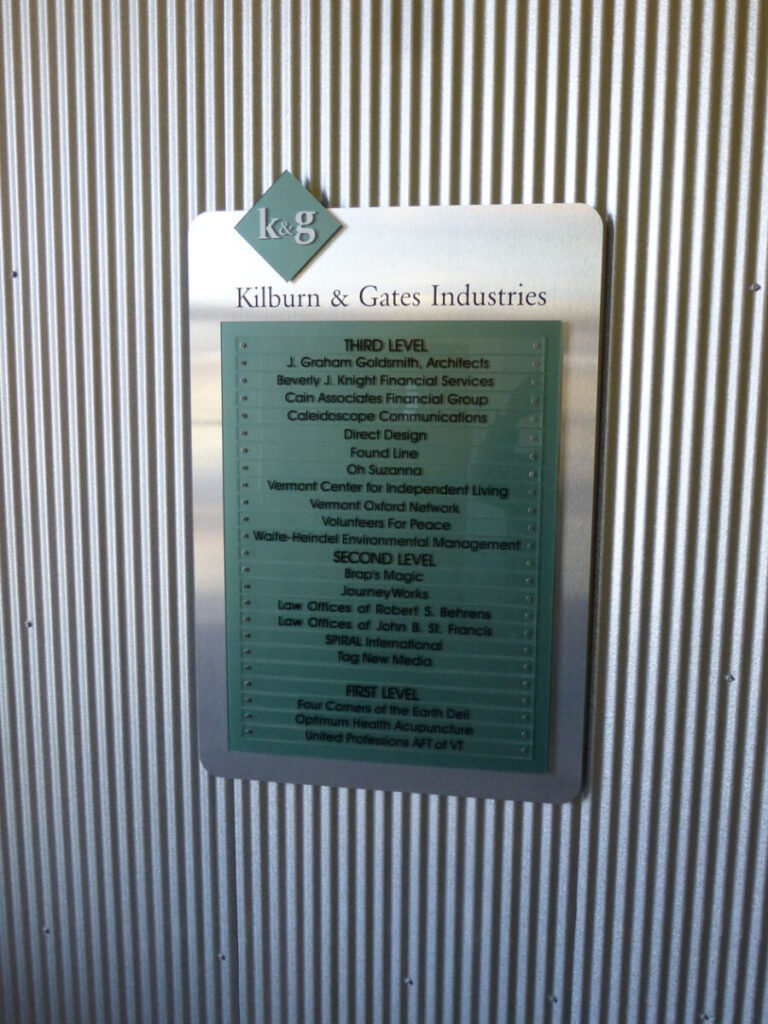 k&g
Kilburn & Gates Industries
THIRD LEVEL
J. Graham Goldsmith, Architects
Beverly J. Knight Financial Services
Cain Associates Financial Group
Caleidoscope Communications
Direct Design
Found Line
Oh Suzanna
Vermont Center for Independent Living
Vermont Oxford Network
Volunteers For Peace
Waite-Heindel Environmental Management
SECOND LEVEL
Brap's Magic
JourneyWorks
Law Offices of Robert S. Behrens
Law Offices of John B. St. Francis
SPIRAL International
Tag New Media
FIRST LEVEL
Four Corners of the Earth Deli
Optimum Health Acupuncture
United Professions AFT of VT